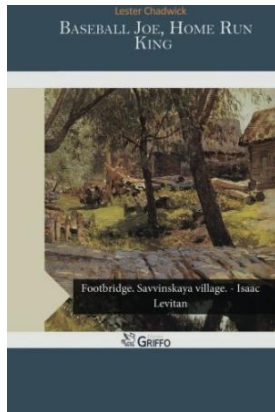 Lester Chadwick
BASEBALL JOE, HOME RUN
KING
Footbridge. Savvinskaya village. - Isaac
Levitan
GRIFFO